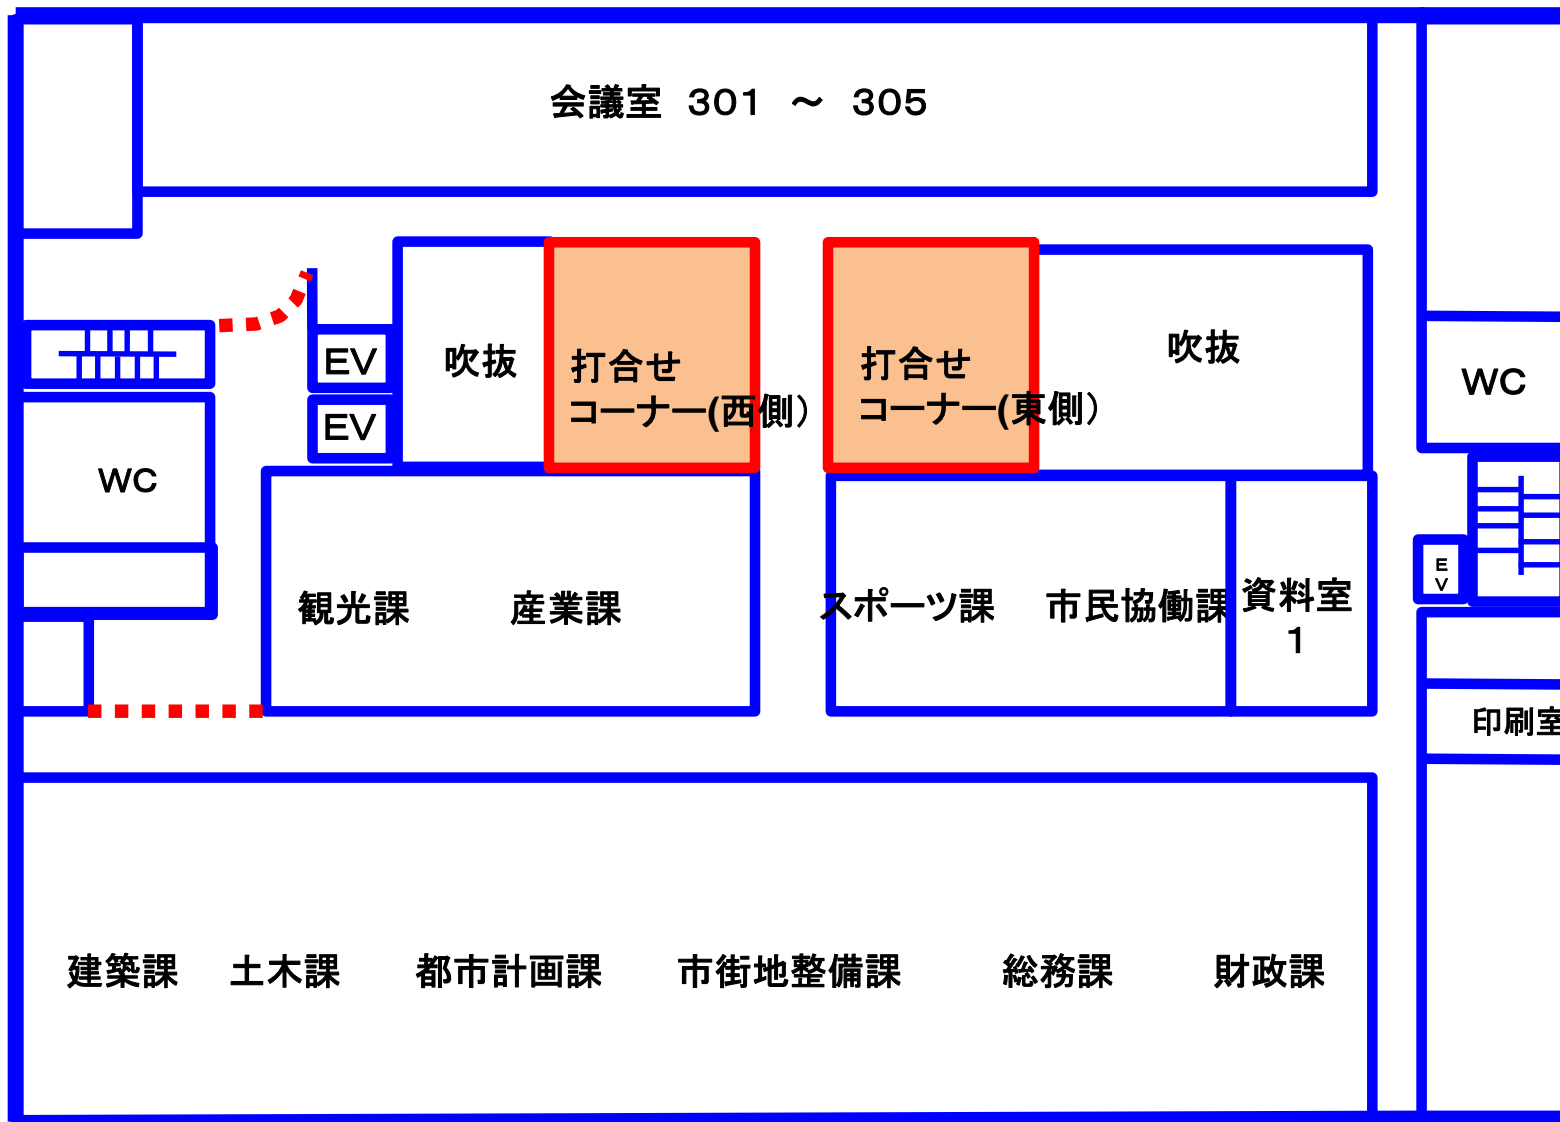 会議室 301 ～ 305
EV
EV
吹抜
打合せ
コーナー(西側）
打合せ
コーナー(東側）
吹抜
WC
WC
E
V
観光課 産業課
スポーツ課 市民協働課
資料室
1
印刷室
建築課 土木課 都市計画課 市街地整備課 総務課 財政課